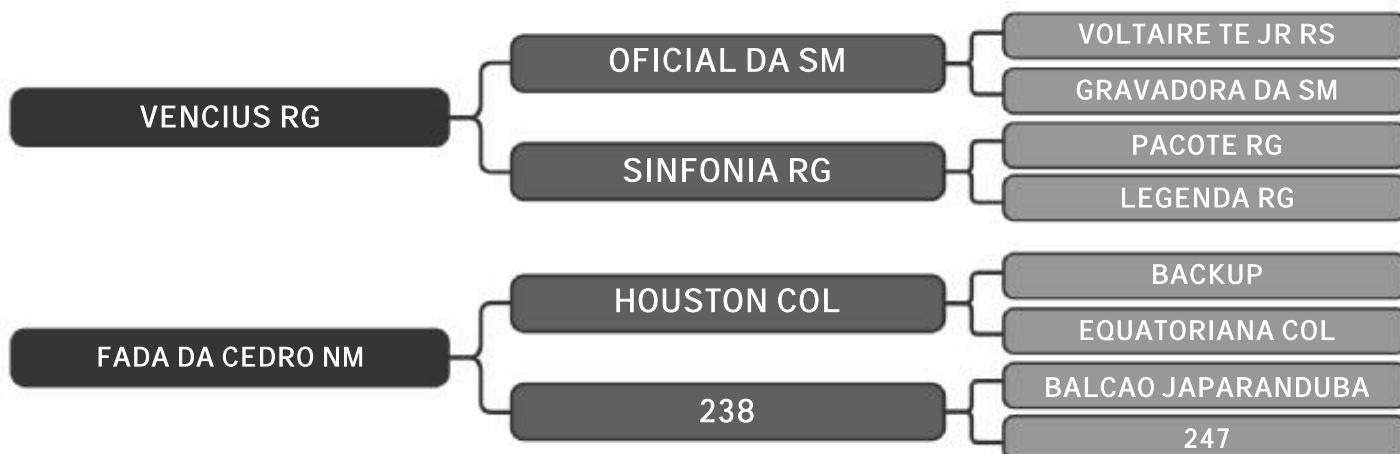 VENCIUS RG
OFICIAL DA SM
SINFONIA RG
VOLTAIRE TE JR RS
GRAVADORA DA SM
PACOTE RG
LEGENDA RG
FADA DA CEDRO NM
HOUSTON COL
238
BACKUP
EQUATORIANA COL
BALCAO JAPARANDUBA
247